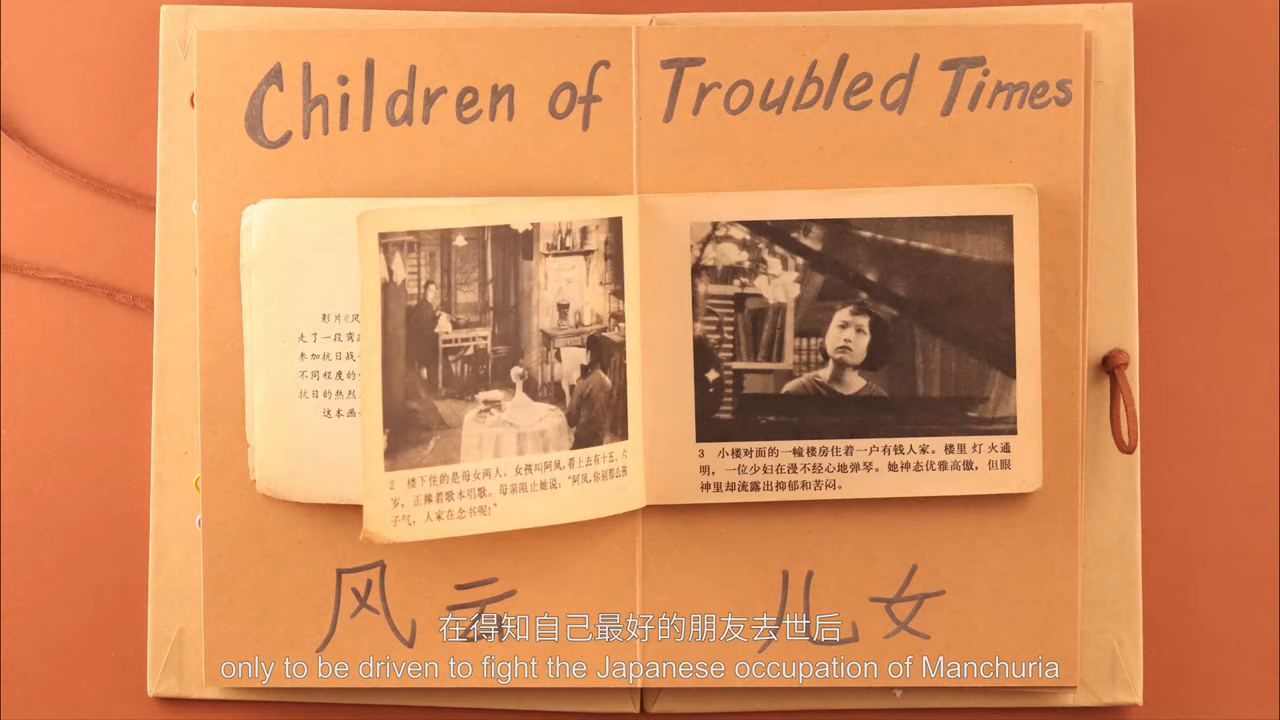 Children of Troubled Times
影片《风
走了一段弯路
参加抗日战
不同程度的
抗日的热烈
这本画
2 楼下住的是母女两人。女孩叫阿凤，看上去有十五、六
岁，正捧着歌本唱歌。母亲阻止她说：“阿凤，你别那么孩
子气，人家在念书呢！”
3 小楼对面的一幢楼房住着一户有钱人家。楼里灯火通
明，一位少妇在漫不经心地弹琴。她神态优雅高傲，但眼
神里却流露出抑郁和苦闷。
风云 儿女
在得知自己最好的朋友去世后
only to be driven to fight the Japanese occupation of Manchuria